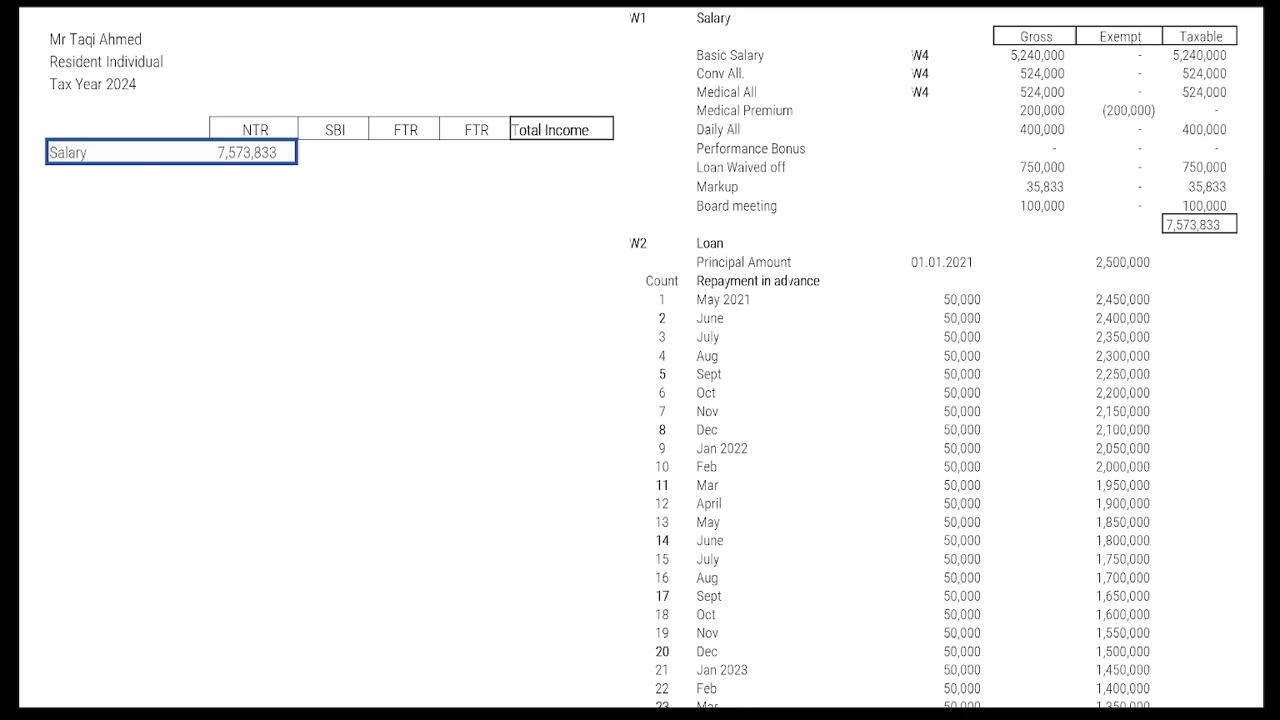 Mr Taqi Ahmed
Resident Individual
Tax Year 2024
NTR SBI FTR FTR Total Income
Salary 7,573,833
W1 Salary
Gross Exempt Taxable
Basic Salary W4 5,240,000 - 5,240,000
Conv All. W4 524,000 - 524,000
Medical All W4 524,000 - 524,000
Medical Premium 200,000 (200,000) -
Daily All 400,000 - 400,000
Performance Bonus - - -
Loan Waived off 750,000 - 750,000
Markup 35,833 - 35,833
Board meeting 100,000 - 100,000
7,573,833
W2 Loan
Principal Amount 01.01.2021 2,500,000
Count Repayment in advance
1 May 2021 50,000 2,450,000
2 June 50,000 2,400,000
3 July 50,000 2,350,000
4 Aug 50,000 2,300,000
5 Sept 50,000 2,250,000
6 Oct 50,000 2,200,000
7 Nov 50,000 2,150,000
8 Dec 50,000 2,100,000
9 Jan 2022 50,000 2,050,000
10 Feb 50,000 2,000,000
11 Mar 50,000 1,950,000
12 April 50,000 1,900,000
13 May 50,000 1,850,000
14 June 50,000 1,800,000
15 July 50,000 1,750,000
16 Aug 50,000 1,700,000
17 Sept 50,000 1,650,000
18 Oct 50,000 1,600,000
19 Nov 50,000 1,550,000
20 Dec 50,000 1,500,000
21 Jan 2023 50,000 1,450,000
22 Feb 50,000 1,400,000
23 Mar 50,000 1,350,000